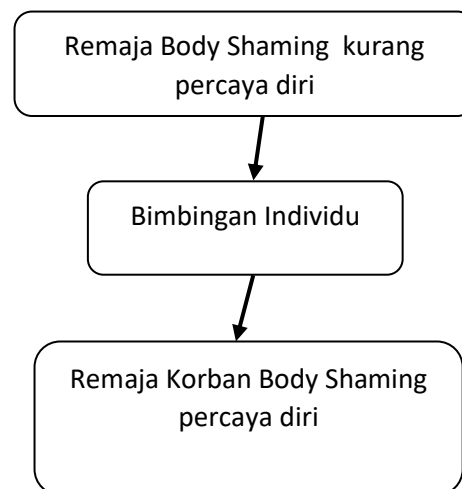 Remaja Body Shaming  kurang
percaya diri
Bimbingan Individu
Remaja Korban Body Shaming
percaya diri